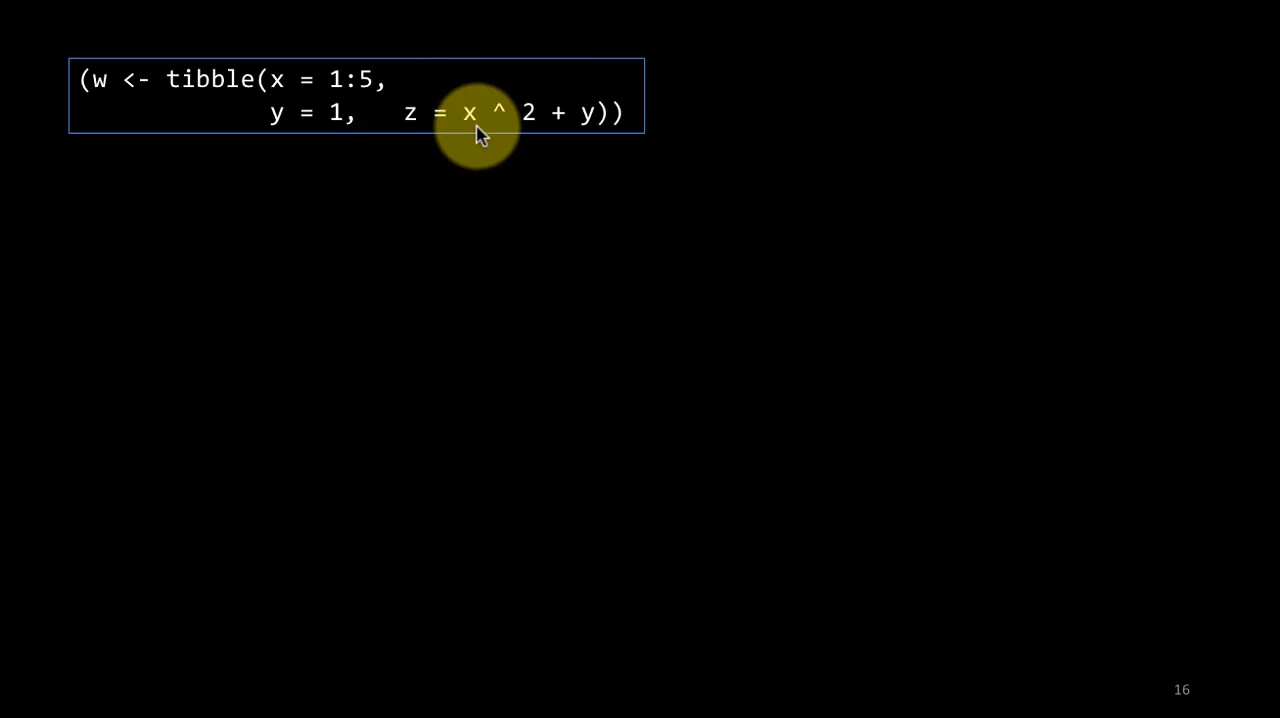 (w <- tibble(x = 1:5,
y = 1, z = x ^ 2 + y))
16